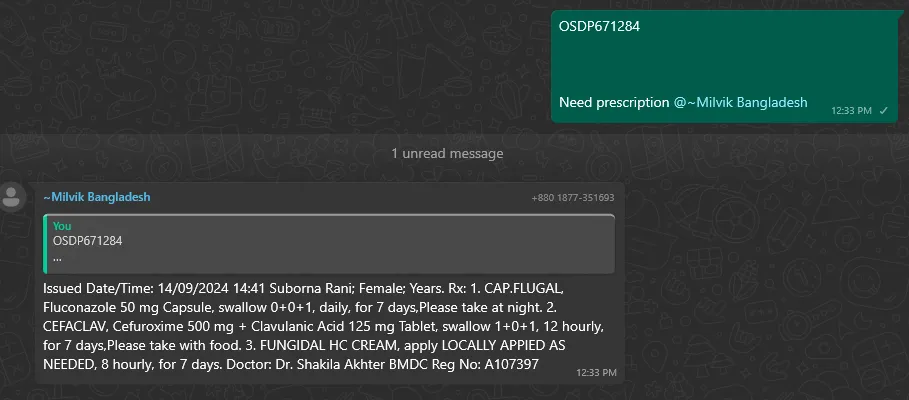 OSDP671284
Need prescription @~Milvik Bangladesh
12:33 PM
1 unread message
~Milvik Bangladesh
+880 1877-351693
You
OSDP671284
...
Issued Date/Time: 14/09/2024 14:41 Suborna Rani; Female; Years. Rx: 1. CAP.FLUGAL,
Fluconazole 50 mg Capsule, swallow 0+0+1, daily, for 7 days,Please take at night. 2.
CEFACLAV, Cefuroxime 500 mg + Clavulanic Acid 125 mg Tablet, swallow 1+0+1, 12 hourly,
for 7 days,Please take with food. 3. FUNGIDAL HC CREAM, apply LOCALLY APPIED AS
NEEDED, 8 hourly, for 7 days. Doctor: Dr. Shakila Akhter BMDC Reg No: A107397
12:33 PM